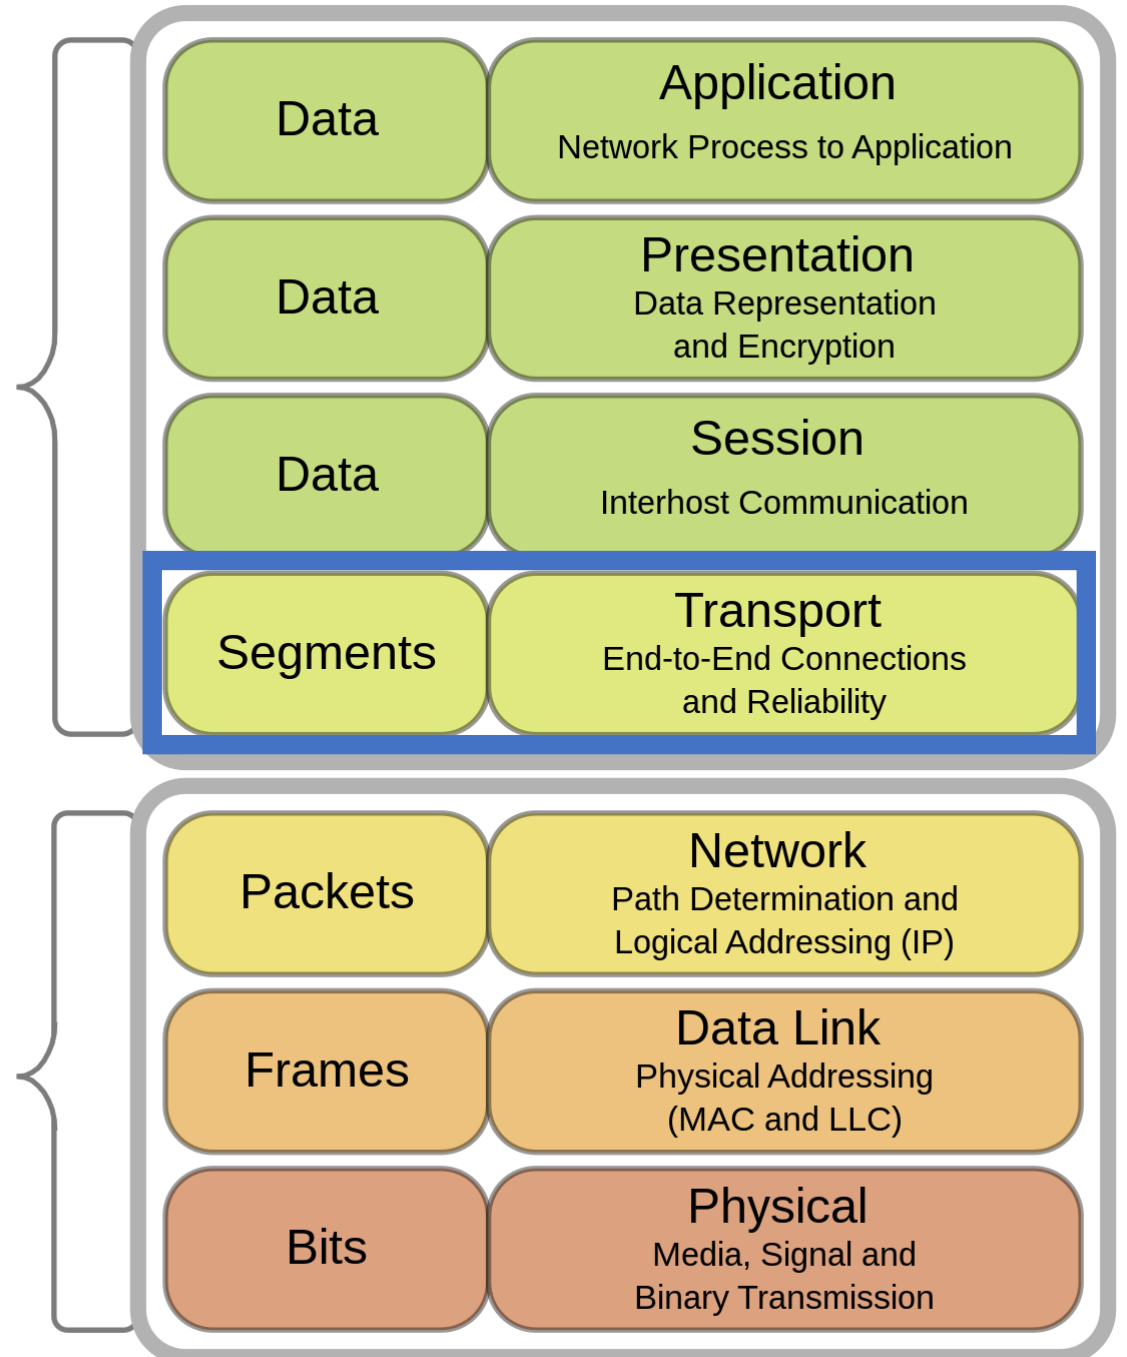 Data
Application
Network Process to Application
Data
Presentation
Data Representation
and Encryption
Data
Session
Interhost Communication
Segments
Transport
End-to-End Connections
and Reliability
Packets
Network
Path Determination and
Logical Addressing (IP)
Frames
Data Link
Physical Addressing
(MAC and LLC)
Bits
Physical
Media, Signal and
Binary Transmission